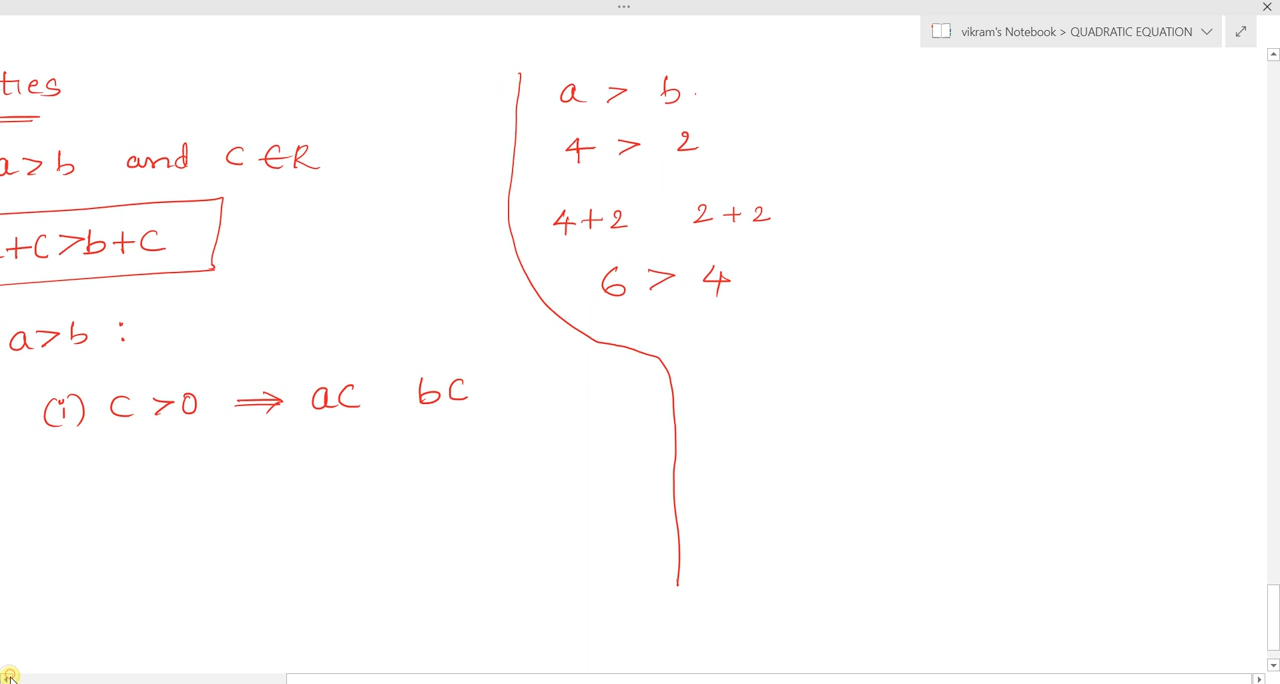 vikram's Notebook > QUADRATIC EQUATION
ties
a>b and C ∈R
+C>b+C
a>b :
(i) C >0 ⟹ aC bC
a > b.
4 > 2
4+2 2+2
6 > 4